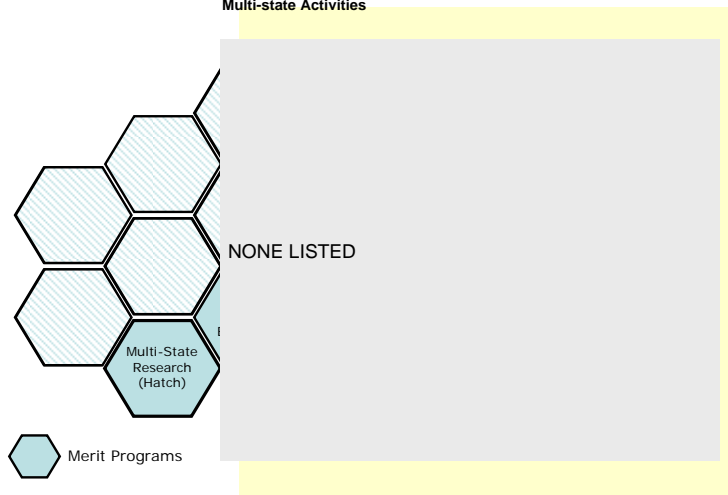 Multi-state Activities
NONE LISTED
Multi-State
Research
(Hatch)
Merit Programs